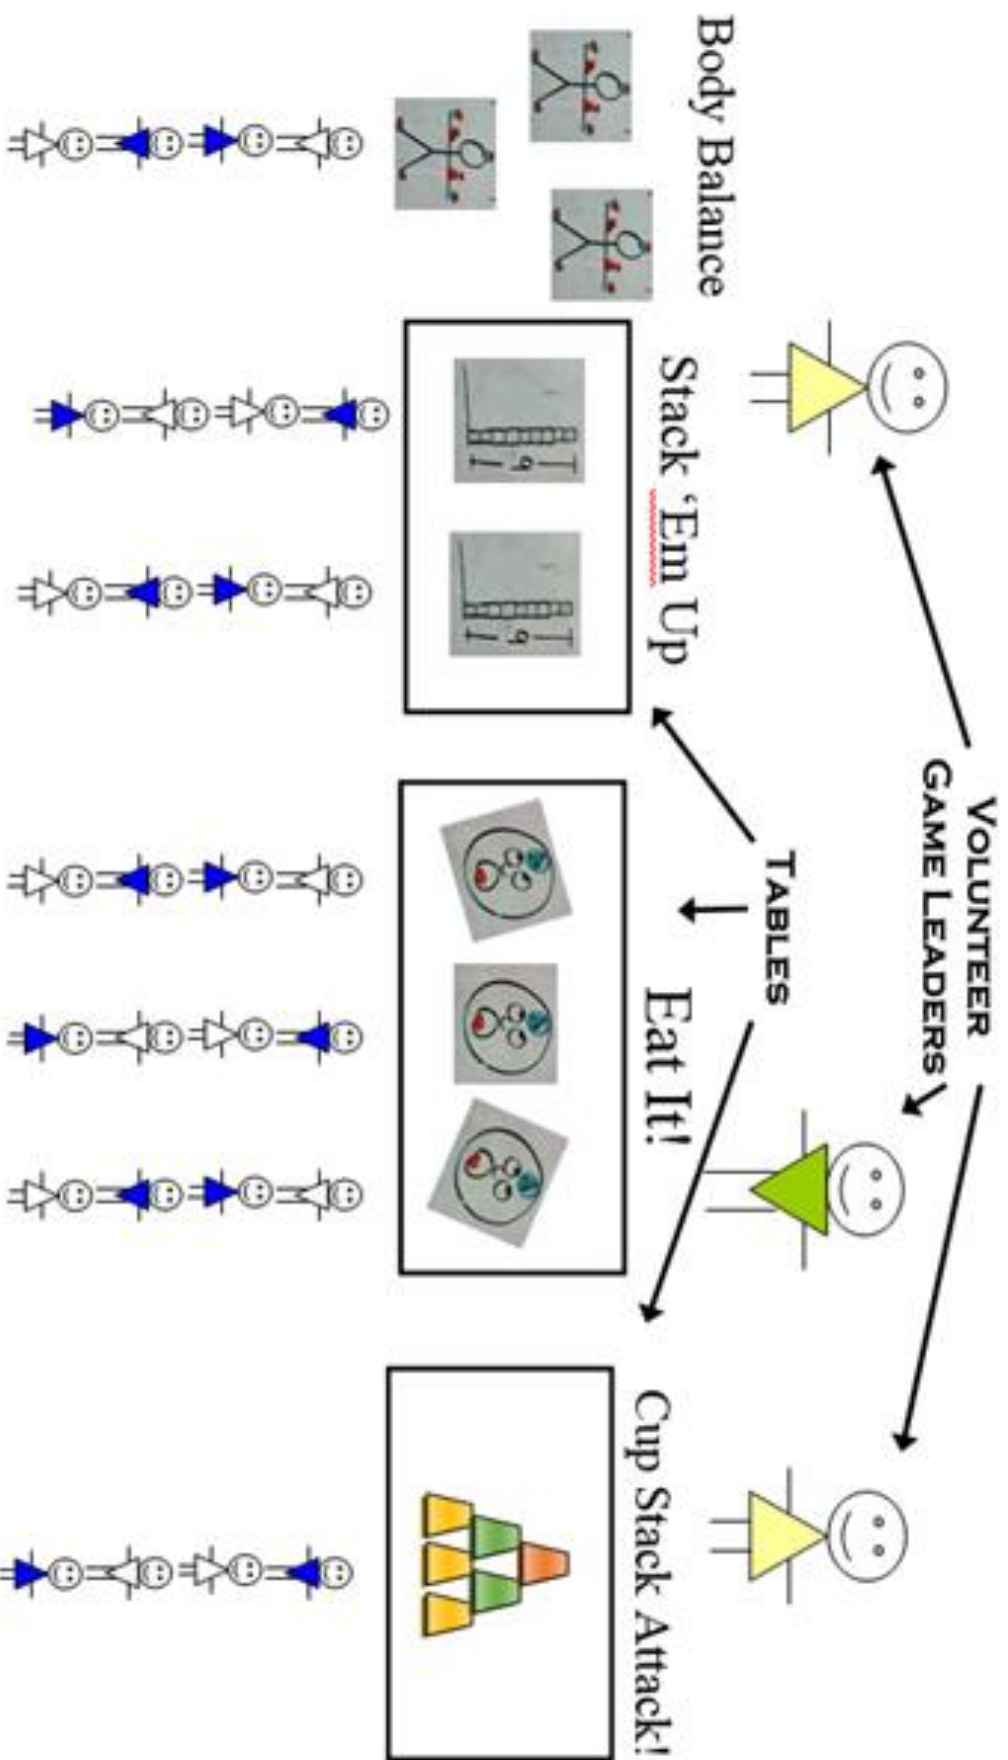 VOLUNTEER
GAME LEADERS
TABLES
Body Balance
Stack ‘Em Up
Eat It!
Cup Stack Attack!